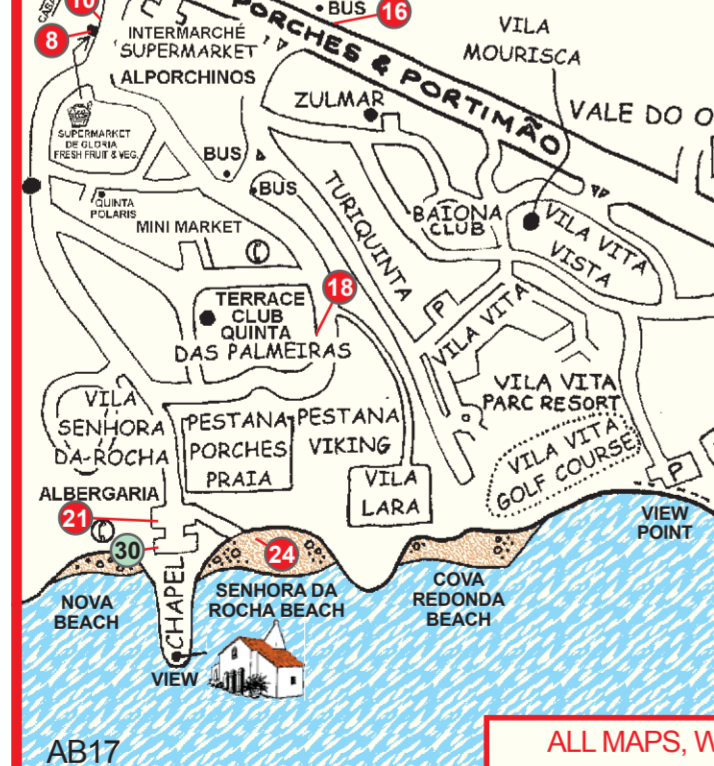 CASA
10
8
BUS
16
INTERMARCHÉ
SUPERMARKET
ALPORCHINOS
PORCHES & PORTIMÃO
VILA
MOURISCA
VALE DO O
ZULMAR
SUPERMARKET
DE GLORIA
FRESH FRUIT & VEG.
BUS
BUS
QUINTA
POLARIS
MINI MARKET
TURIQUINTA
BAIONA
CLUB
VILA VITA
VISTA
18
P
TERRACE
CLUB
QUINTA
DAS PALMEIRAS
VILA VITA
VILA VITA
PARC RESORT
VILA
SENHORA
DA-ROCHA
PESTANA
PORCHES
PRAIA
PESTANA
VIKING
VILA
LARA
VILA VITA
GOLF COURSE
P
VIEW
POINT
ALBERGARIA
21
30
24
NOVA
BEACH
CHAPEL
SENHORA DA
ROCHA BEACH
COVA
REDONDA
BEACH
VIEW
AB17
ALL MAPS, W